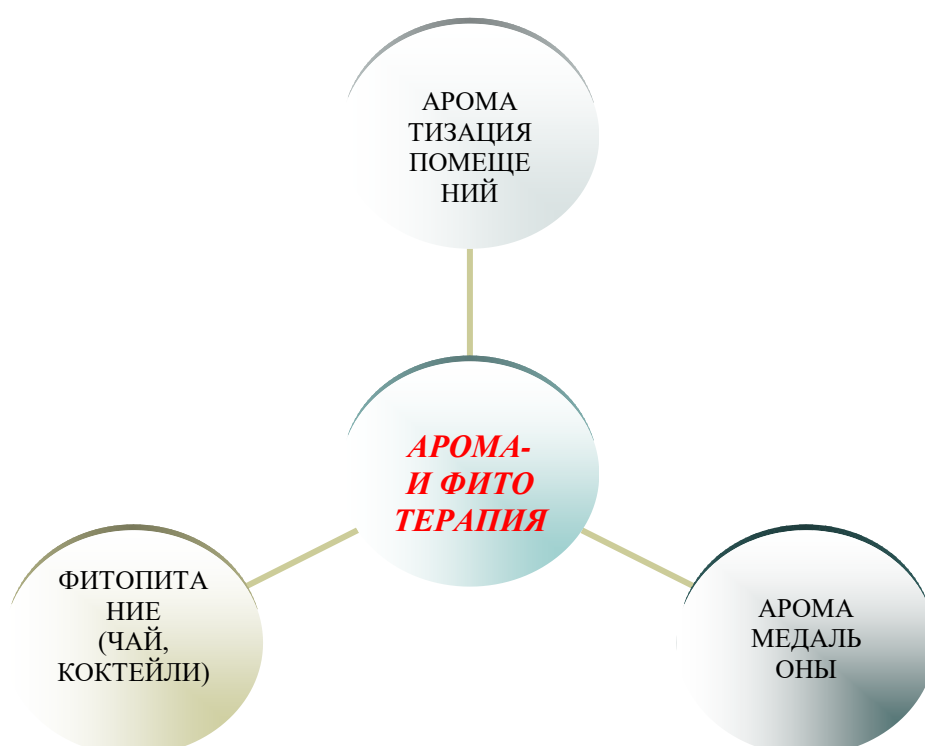 АРОМА
ТИЗАЦИЯ
ПОМЕЩЕ
НИЙ
АРОМА-
И ФИТО
ТЕРАПИЯ
ФИТОПИТА
НИЕ
(ЧАЙ,
КОКТЕЙЛИ)
АРОМА
МЕДАЛЬ
ОНЫ